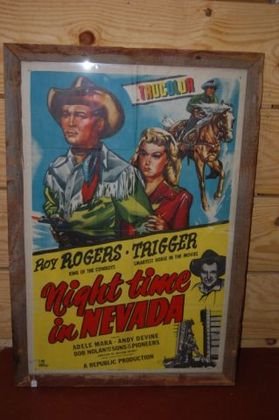 TRUCOLOR
ROY ROGERS · TRIGGER
KING OF THE COWBOYS SMARTEST HORSE IN THE MOVIES
Night time
in NEVADA
ADELE MARA · ANDY DEVINE
BOB NOLAN AND THE SONS OF THE PIONEERS
A REPUBLIC PRODUCTION